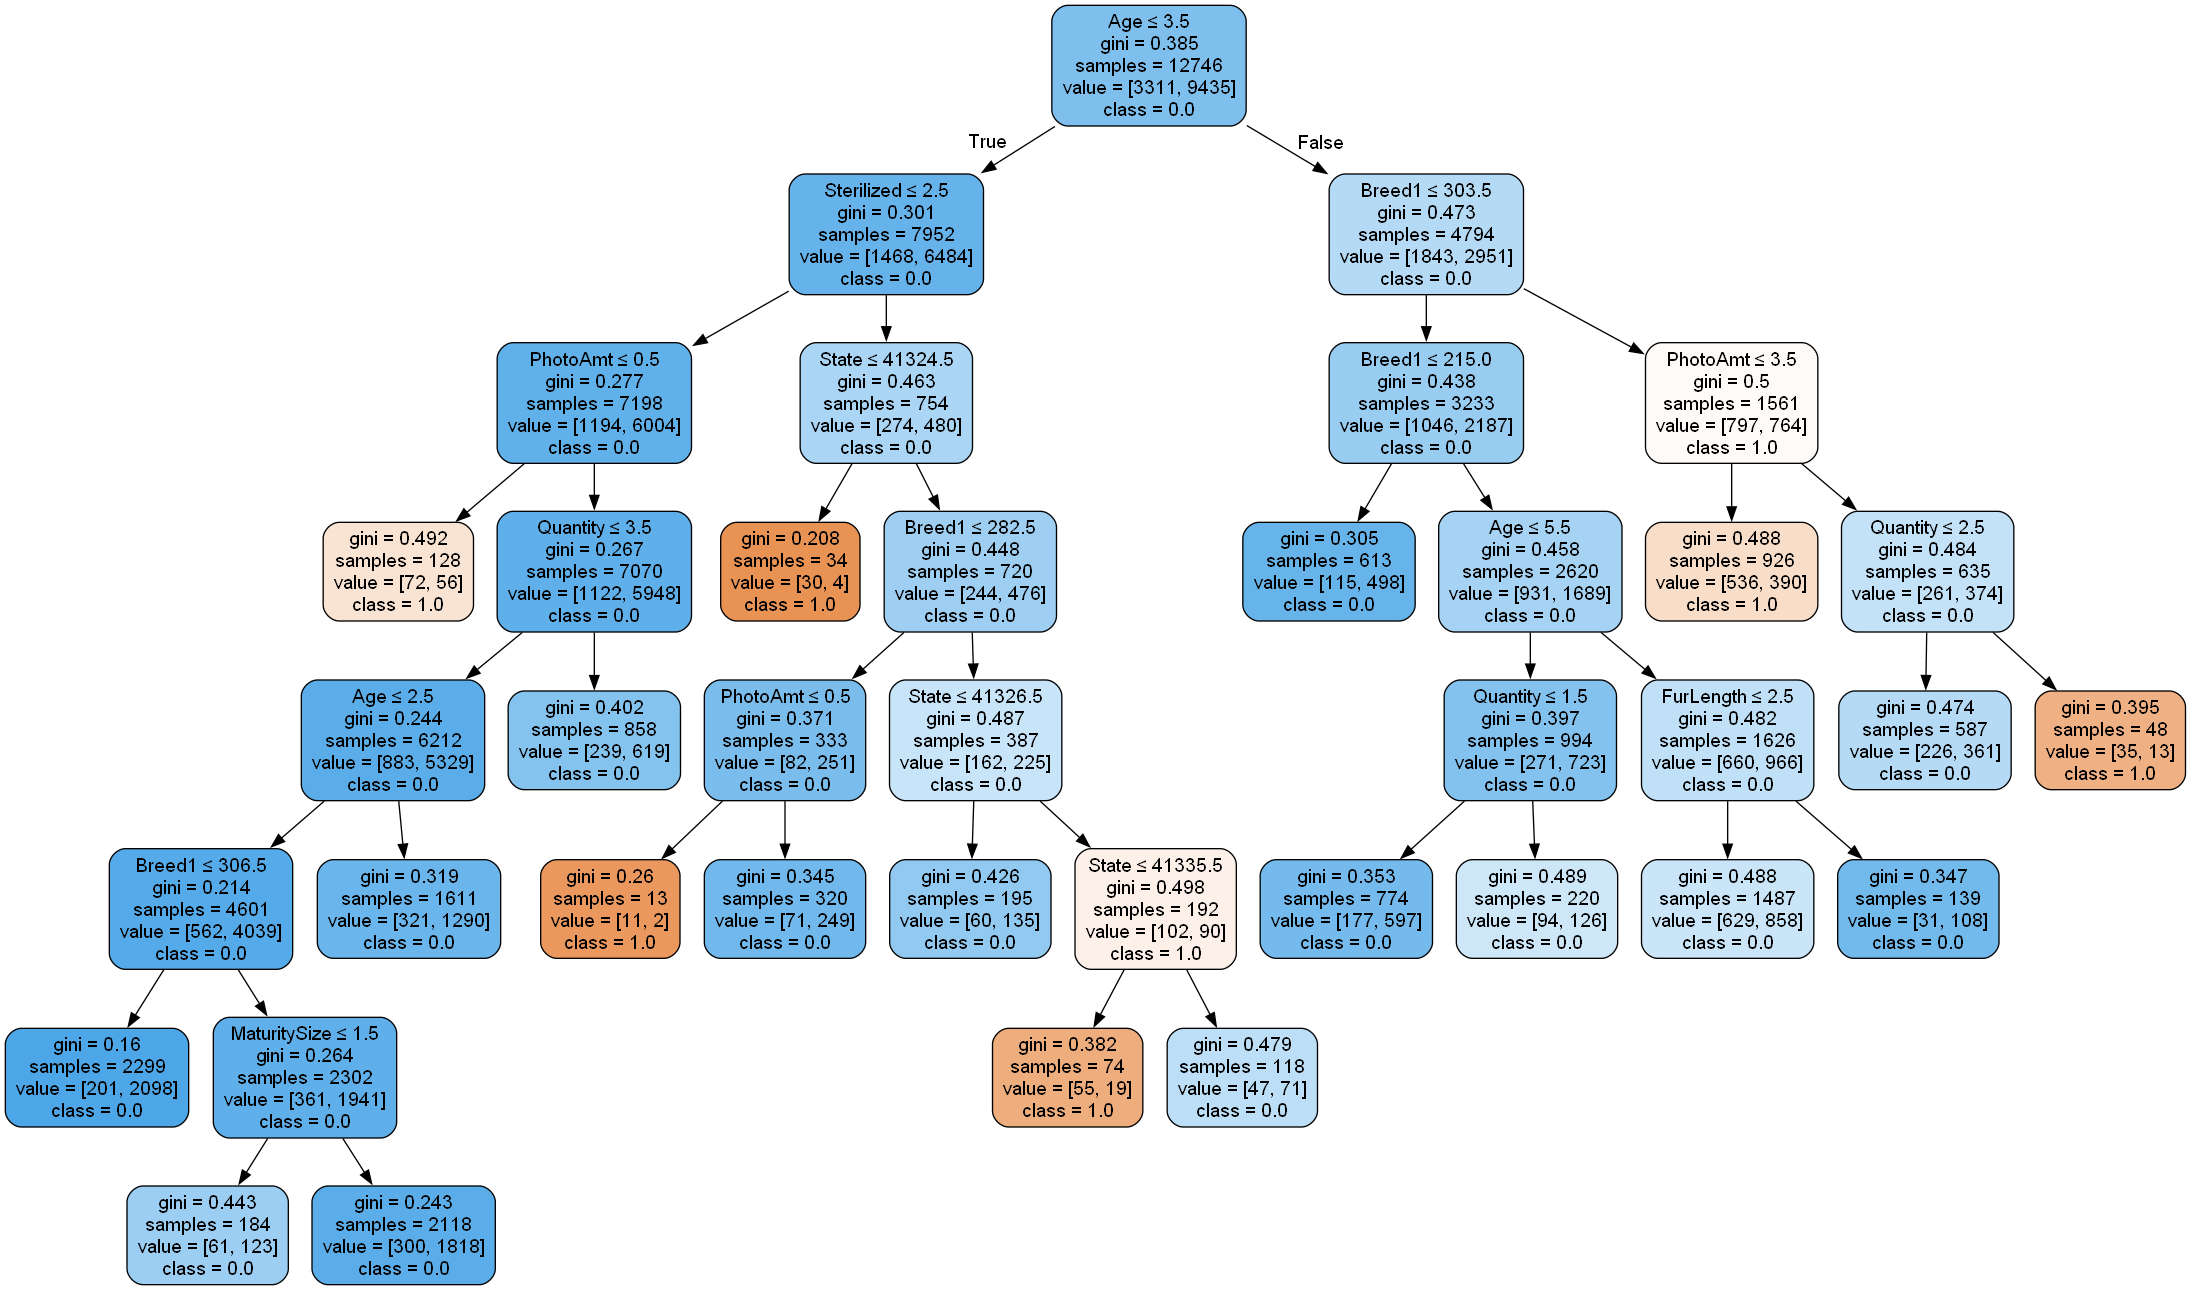 Age ≤ 3.5
gini = 0.385
samples = 12746
value = [3311, 9435]
class = 0.0
True
False
Sterilized ≤ 2.5
gini = 0.301
samples = 7952
value = [1468, 6484]
class = 0.0
Breed1 ≤ 303.5
gini = 0.473
samples = 4794
value = [1843, 2951]
class = 0.0
PhotoAmt ≤ 0.5
gini = 0.277
samples = 7198
value = [1194, 6004]
class = 0.0
State ≤ 41324.5
gini = 0.463
samples = 754
value = [274, 480]
class = 0.0
Breed1 ≤ 215.0
gini = 0.438
samples = 3233
value = [1046, 2187]
class = 0.0
PhotoAmt ≤ 3.5
gini = 0.5
samples = 1561
value = [797, 764]
class = 1.0
gini = 0.492
samples = 128
value = [72, 56]
class = 1.0
Quantity ≤ 3.5
gini = 0.267
samples = 7070
value = [1122, 5948]
class = 0.0
gini = 0.208
samples = 34
value = [30, 4]
class = 1.0
Breed1 ≤ 282.5
gini = 0.448
samples = 720
value = [244, 476]
class = 0.0
gini = 0.305
samples = 613
value = [115, 498]
class = 0.0
Age ≤ 5.5
gini = 0.458
samples = 2620
value = [931, 1689]
class = 0.0
gini = 0.488
samples = 926
value = [536, 390]
class = 1.0
Quantity ≤ 2.5
gini = 0.484
samples = 635
value = [261, 374]
class = 0.0
Age ≤ 2.5
gini = 0.244
samples = 6212
value = [883, 5329]
class = 0.0
gini = 0.402
samples = 858
value = [239, 619]
class = 0.0
PhotoAmt ≤ 0.5
gini = 0.371
samples = 333
value = [82, 251]
class = 0.0
State ≤ 41326.5
gini = 0.487
samples = 387
value = [162, 225]
class = 0.0
Quantity ≤ 1.5
gini = 0.397
samples = 994
value = [271, 723]
class = 0.0
FurLength ≤ 2.5
gini = 0.482
samples = 1626
value = [660, 966]
class = 0.0
gini = 0.474
samples = 587
value = [226, 361]
class = 0.0
gini = 0.395
samples = 48
value = [35, 13]
class = 1.0
Breed1 ≤ 306.5
gini = 0.214
samples = 4601
value = [562, 4039]
class = 0.0
gini = 0.319
samples = 1611
value = [321, 1290]
class = 0.0
gini = 0.26
samples = 13
value = [11, 2]
class = 1.0
gini = 0.345
samples = 320
value = [71, 249]
class = 0.0
gini = 0.426
samples = 195
value = [60, 135]
class = 0.0
State ≤ 41335.5
gini = 0.498
samples = 192
value = [102, 90]
class = 1.0
gini = 0.353
samples = 774
value = [177, 597]
class = 0.0
gini = 0.489
samples = 220
value = [94, 126]
class = 0.0
gini = 0.488
samples = 1487
value = [629, 858]
class = 0.0
gini = 0.347
samples = 139
value = [31, 108]
class = 0.0
gini = 0.16
samples = 2299
value = [201, 2098]
class = 0.0
MaturitySize ≤ 1.5
gini = 0.264
samples = 2302
value = [361, 1941]
class = 0.0
gini = 0.382
samples = 74
value = [55, 19]
class = 1.0
gini = 0.479
samples = 118
value = [47, 71]
class = 0.0
gini = 0.443
samples = 184
value = [61, 123]
class = 0.0
gini = 0.243
samples = 2118
value = [300, 1818]
class = 0.0